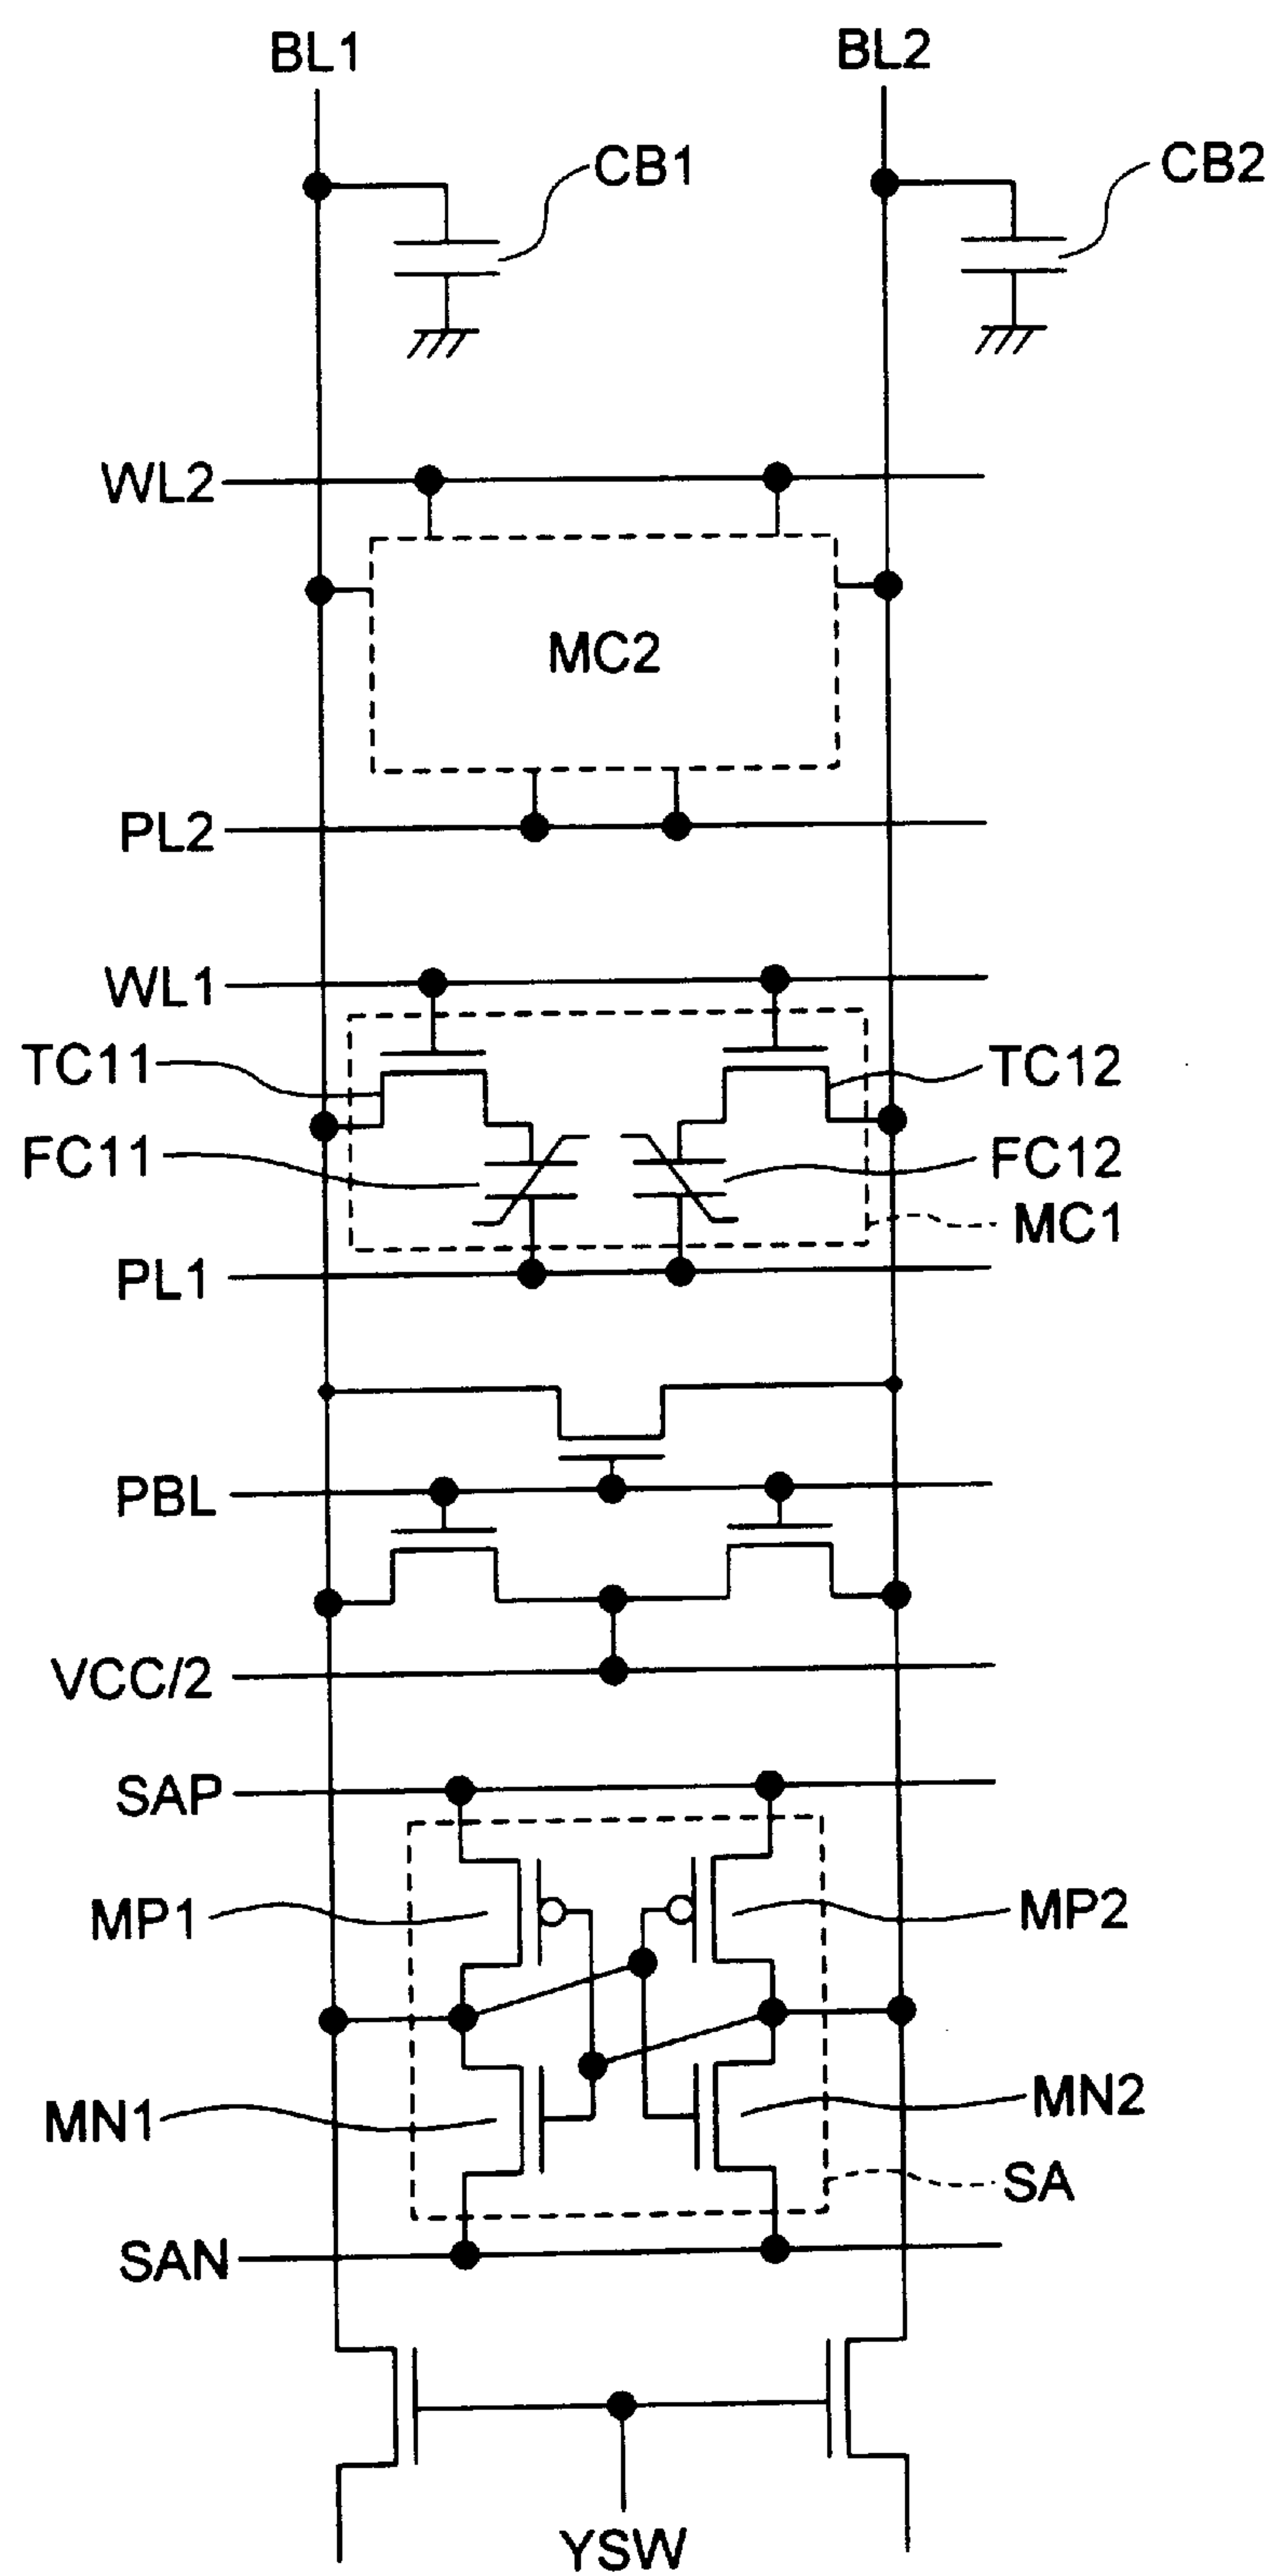 BL1
BL2
CB1
CB2
WL2
MC2
PL2
WL1
TC11
TC12
FC11
FC12
MC1
PL1
PBL
VCC/2
SAP
MP1
MP2
MN1
MN2
SA
SAN
YSW